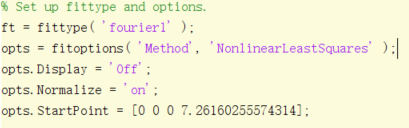 % Set up fittype and options.
ft = fittype( 'fourier1' );
opts = fitoptions( 'Method', 'NonlinearLeastSquares' );
opts.Display = 'Off';
opts.Normalize = 'on';
opts.StartPoint = [0 0 0 7.26160255574314];